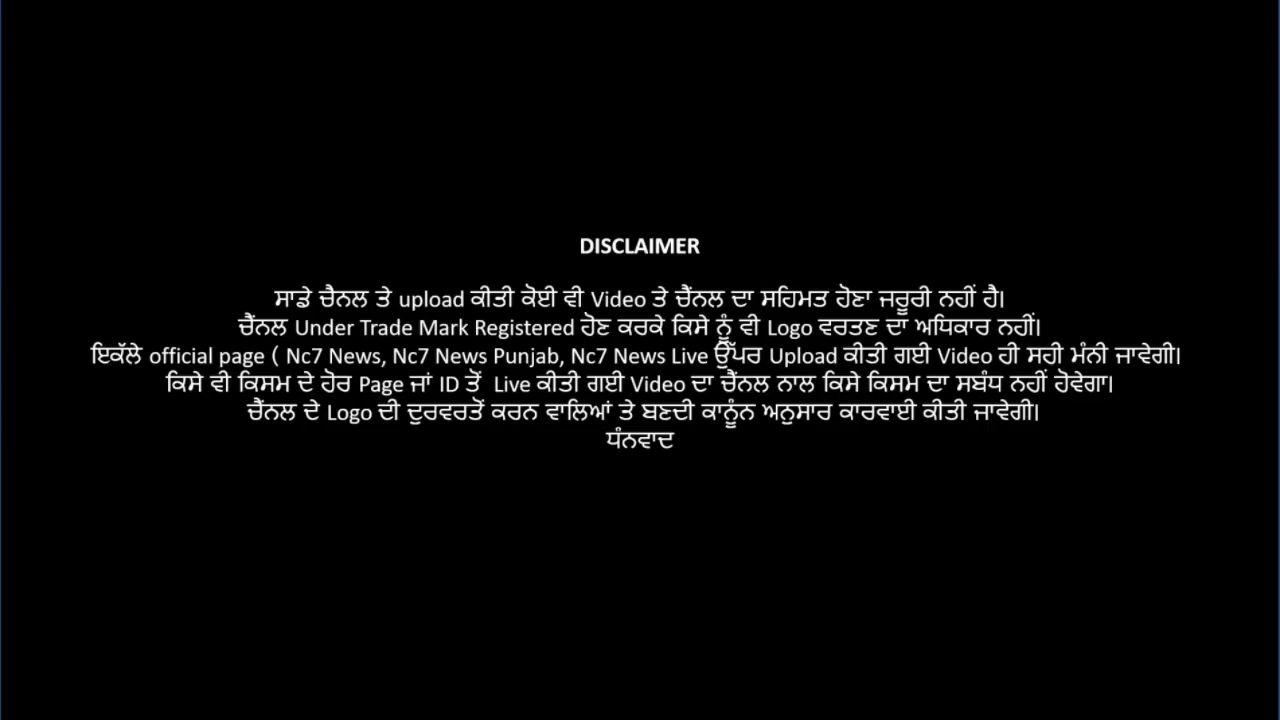 DISCLAIMER
ਸਾਡੇ ਚੈਨਲ ਤੇ upload ਕੀਤੀ ਕੋਈ ਵੀ Video ਤੇ ਚੈੱਨਲ ਦਾ ਸਹਿਮਤ ਹੋਣਾ ਜਰੂਰੀ ਨਹੀਂ ਹੈ।
ਚੈੱਨਲ Under Trade Mark Registered ਹੋਣ ਕਰਕੇ ਕਿਸੇ ਨੂੰ ਵੀ Logo ਵਰਤਣ ਦਾ ਅਧਿਕਾਰ ਨਹੀਂ।
ਇਕੱਲੇ official page ( Nc7 News, Nc7 News Punjab, Nc7 News Live ਉੱਪਰ Upload ਕੀਤੀ ਗਈ Video ਹੀ ਸਹੀ ਮੰਨੀ ਜਾਵੇਗੀ।
ਕਿਸੇ ਵੀ ਕਿਸਮ ਦੇ ਹੋਰ Page ਜਾਂ ID ਤੋਂ Live ਕੀਤੀ ਗਈ Video ਦਾ ਚੈੱਨਲ ਨਾਲ ਕਿਸੇ ਕਿਸਮ ਦਾ ਸਬੰਧ ਨਹੀਂ ਹੋਵੇਗਾ।
ਚੈੱਨਲ ਦੇ Logo ਦੀ ਦੁਰਵਰਤੋਂ ਕਰਨ ਵਾਲਿਆਂ ਤੇ ਬਣਦੀ ਕਾਨੂੰਨ ਅਨੁਸਾਰ ਕਾਰਵਾਈ ਕੀਤੀ ਜਾਵੇਗੀ।
ਧੰਨਵਾਦ